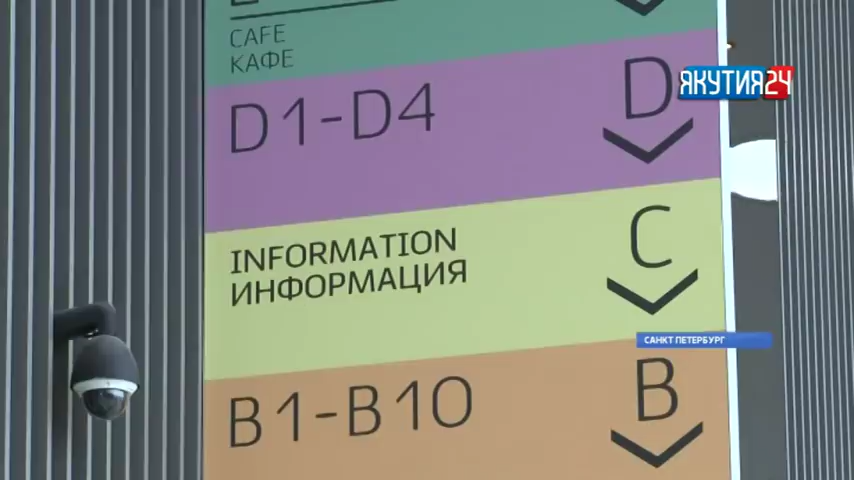 CAFE
КАФЕ
D1-D4
D
ЯКУТИЯ24
INFORMATION
ИНФОРМАЦИЯ
C
САНКТ ПЕТЕРБУРГ
B1-B10
B